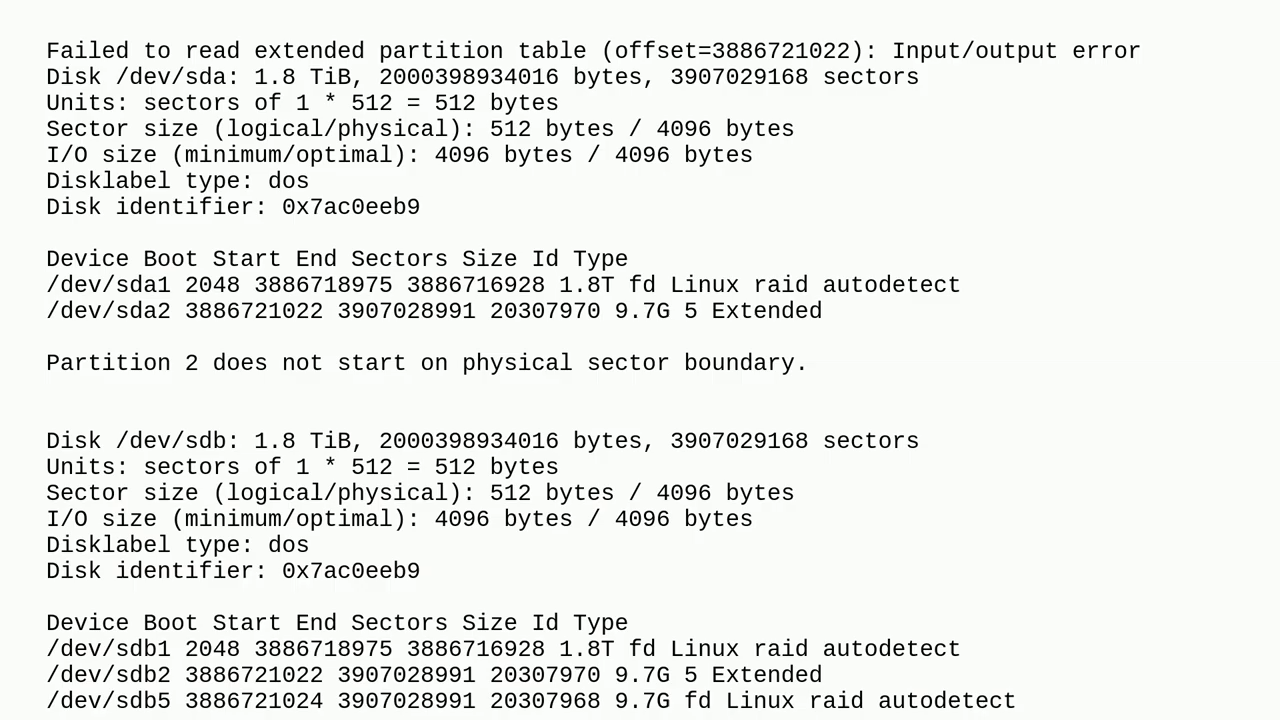 Failed to read extended partition table (offset=3886721022): Input/output error
Disk /dev/sda: 1.8 TiB, 2000398934016 bytes, 3907029168 sectors
Units: sectors of 1 * 512 = 512 bytes
Sector size (logical/physical): 512 bytes / 4096 bytes
I/O size (minimum/optimal): 4096 bytes / 4096 bytes
Disklabel type: dos
Disk identifier: 0x7ac0eeb9
Device Boot Start End Sectors Size Id Type
/dev/sda1 2048 3886718975 3886716928 1.8T fd Linux raid autodetect
/dev/sda2 3886721022 3907028991 20307970 9.7G 5 Extended
Partition 2 does not start on physical sector boundary.
Disk /dev/sdb: 1.8 TiB, 2000398934016 bytes, 3907029168 sectors
Units: sectors of 1 * 512 = 512 bytes
Sector size (logical/physical): 512 bytes / 4096 bytes
I/O size (minimum/optimal): 4096 bytes / 4096 bytes
Disklabel type: dos
Disk identifier: 0x7ac0eeb9
Device Boot Start End Sectors Size Id Type
/dev/sdb1 2048 3886718975 3886716928 1.8T fd Linux raid autodetect
/dev/sdb2 3886721022 3907028991 20307970 9.7G 5 Extended
/dev/sdb5 3886721024 3907028991 20307968 9.7G fd Linux raid autodetect